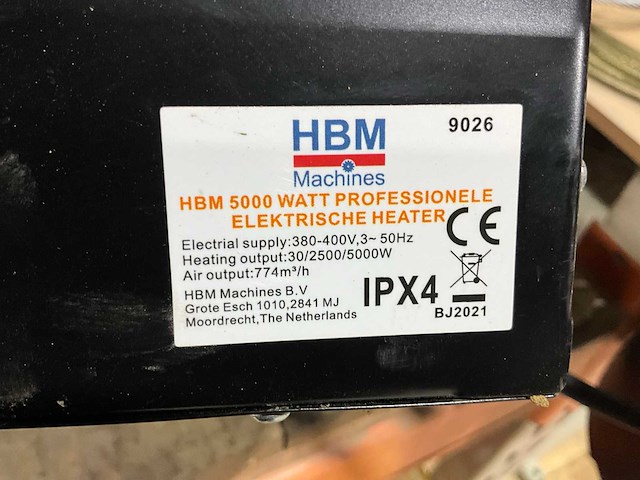 HBM
9026
Machines
HBM 5000 WATT PROFESSIONELE
ELEKTRISCHE HEATER
CE
Electrial supply:380-400V,3~ 50Hz
Heating output:30/2500/5000W
Air output:774m³/h
HBM Machines B.V
Grote Esch 1010,2841 MJ
Moordrecht,The Netherlands
IPX4
BJ2021